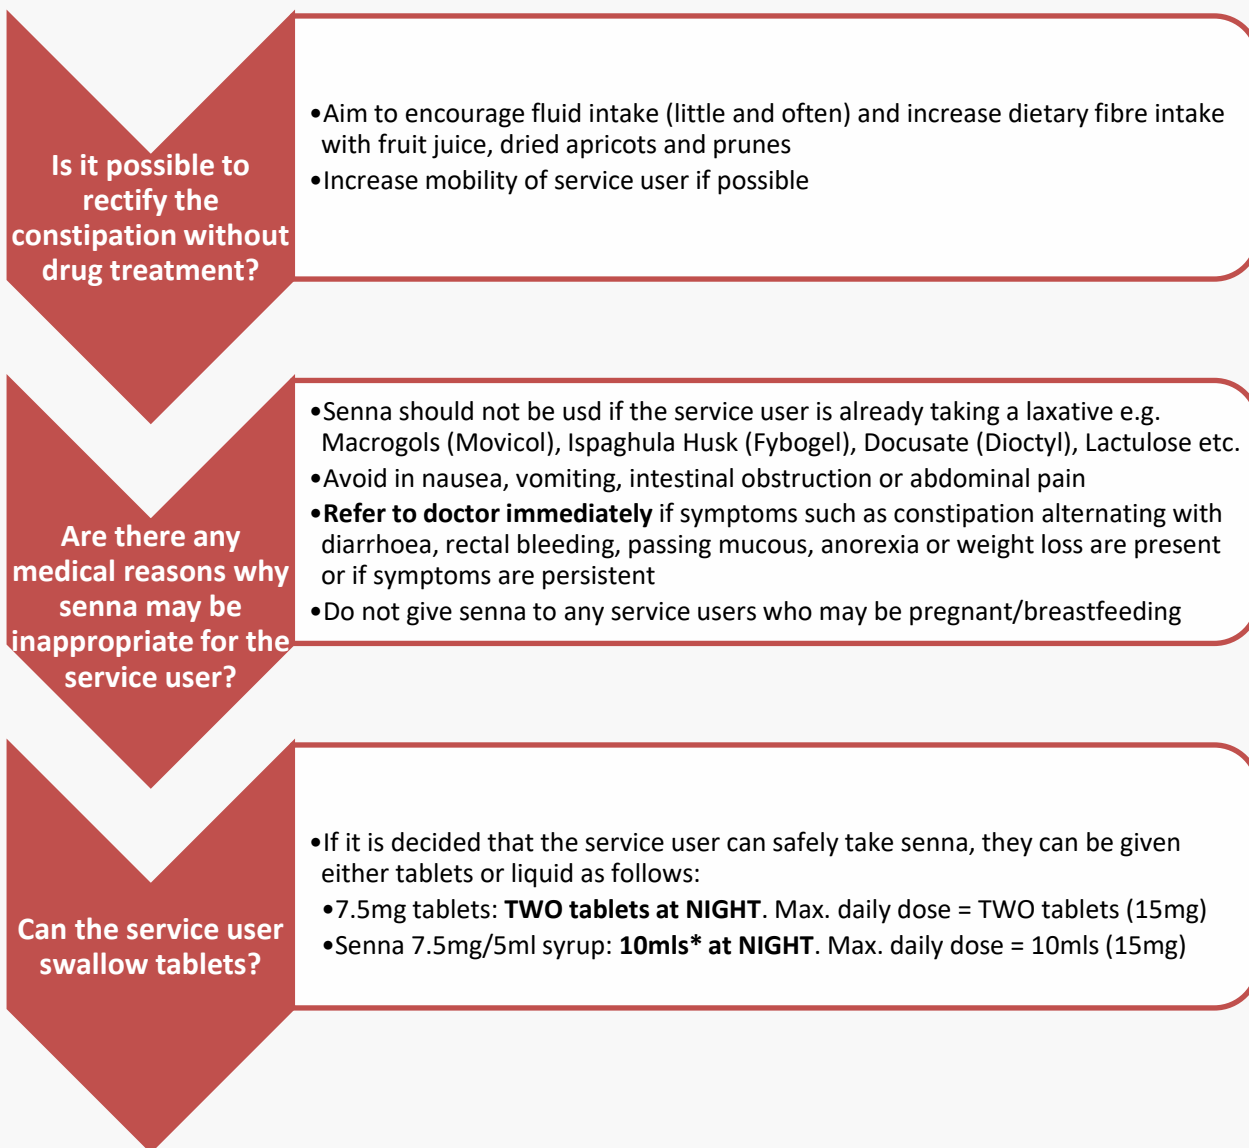 Is it possible to
rectify the
constipation without
drug treatment?
•Aim to encourage fluid intake (little and often) and increase dietary fibre intake
with fruit juice, dried apricots and prunes
•Increase mobility of service user if possible
Are there any
medical reasons why
senna may be
inappropriate for the
service user?
•Senna should not be usd if the service user is already taking a laxative e.g.
Macrogols (Movicol), Ispaghula Husk (Fybogel), Docusate (Dioctyl), Lactulose etc.
•Avoid in nausea, vomiting, intestinal obstruction or abdominal pain
•Refer to doctor immediately if symptoms such as constipation alternating with
diarrhoea, rectal bleeding, passing mucous, anorexia or weight loss are present
or if symptoms are persistent
•Do not give senna to any service users who may be pregnant/breastfeeding
Can the service user
swallow tablets?
•If it is decided that the service user can safely take senna, they can be given
either tablets or liquid as follows:
•7.5mg tablets: TWO tablets at NIGHT. Max. daily dose = TWO tablets (15mg)
•Senna 7.5mg/5ml syrup: 10mls* at NIGHT. Max. daily dose = 10mls (15mg)